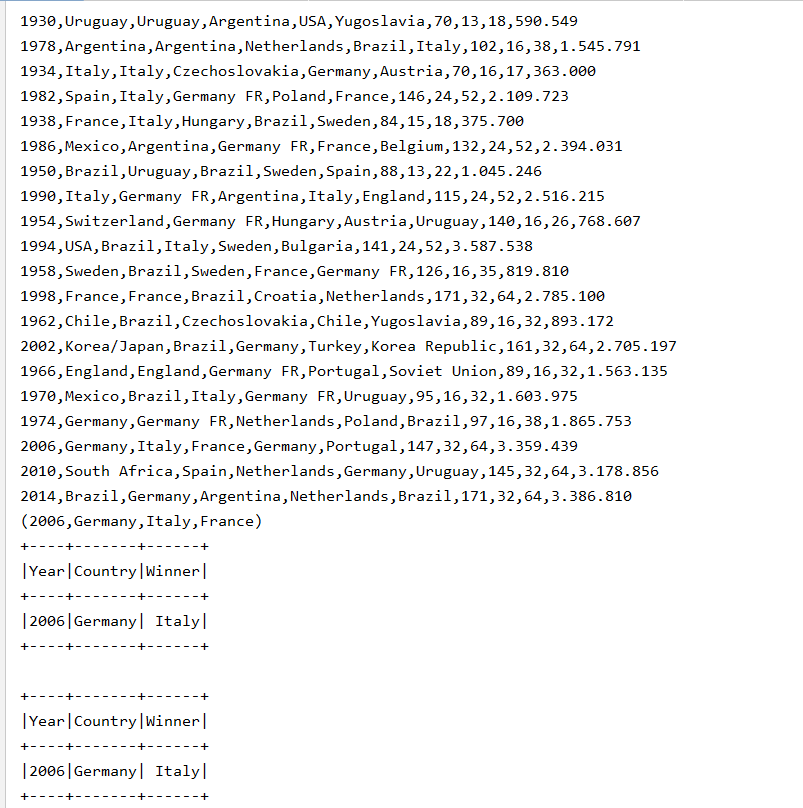 1930,Uruguay,Uruguay,Argentina,USA,Yugoslavia,70,13,18,590.549
1978,Argentina,Argentina,Netherlands,Brazil,Italy,102,16,38,1.545.791
1934,Italy,Italy,Czechoslovakia,Germany,Austria,70,16,17,363.000
1982,Spain,Italy,Germany FR,Poland,France,146,24,52,2.109.723
1938,France,Italy,Hungary,Brazil,Sweden,84,15,18,375.700
1986,Mexico,Argentina,Germany FR,France,Belgium,132,24,52,2.394.031
1950,Brazil,Uruguay,Brazil,Sweden,Spain,88,13,22,1.045.246
1990,Italy,Germany FR,Argentina,Italy,England,115,24,52,2.516.215
1954,Switzerland,Germany FR,Hungary,Austria,Uruguay,140,16,26,768.607
1994,USA,Brazil,Italy,Sweden,Bulgaria,141,24,52,3.587.538
1958,Sweden,Brazil,Sweden,France,Germany FR,126,16,35,819.810
1998,France,France,Brazil,Croatia,Netherlands,171,32,64,2.785.100
1962,Chile,Brazil,Czechoslovakia,Chile,Yugoslavia,89,16,32,893.172
2002,Korea/Japan,Brazil,Germany,Turkey,Korea Republic,161,32,64,2.705.197
1966,England,England,Germany FR,Portugal,Soviet Union,89,16,32,1.563.135
1970,Mexico,Brazil,Italy,Germany FR,Uruguay,95,16,32,1.603.975
1974,Germany,Germany FR,Netherlands,Poland,Brazil,97,16,38,1.865.753
2006,Germany,Italy,France,Germany,Portugal,147,32,64,3.359.439
2010,South Africa,Spain,Netherlands,Germany,Uruguay,145,32,64,3.178.856
2014,Brazil,Germany,Argentina,Netherlands,Brazil,171,32,64,3.386.810
(2006,Germany,Italy,France)
+----+-------+------+
|Year|Country|Winner|
+----+-------+------+
|2006|Germany| Italy|
+----+-------+------+
+----+-------+------+
|Year|Country|Winner|
+----+-------+------+
|2006|Germany| Italy|
+----+-------+------+